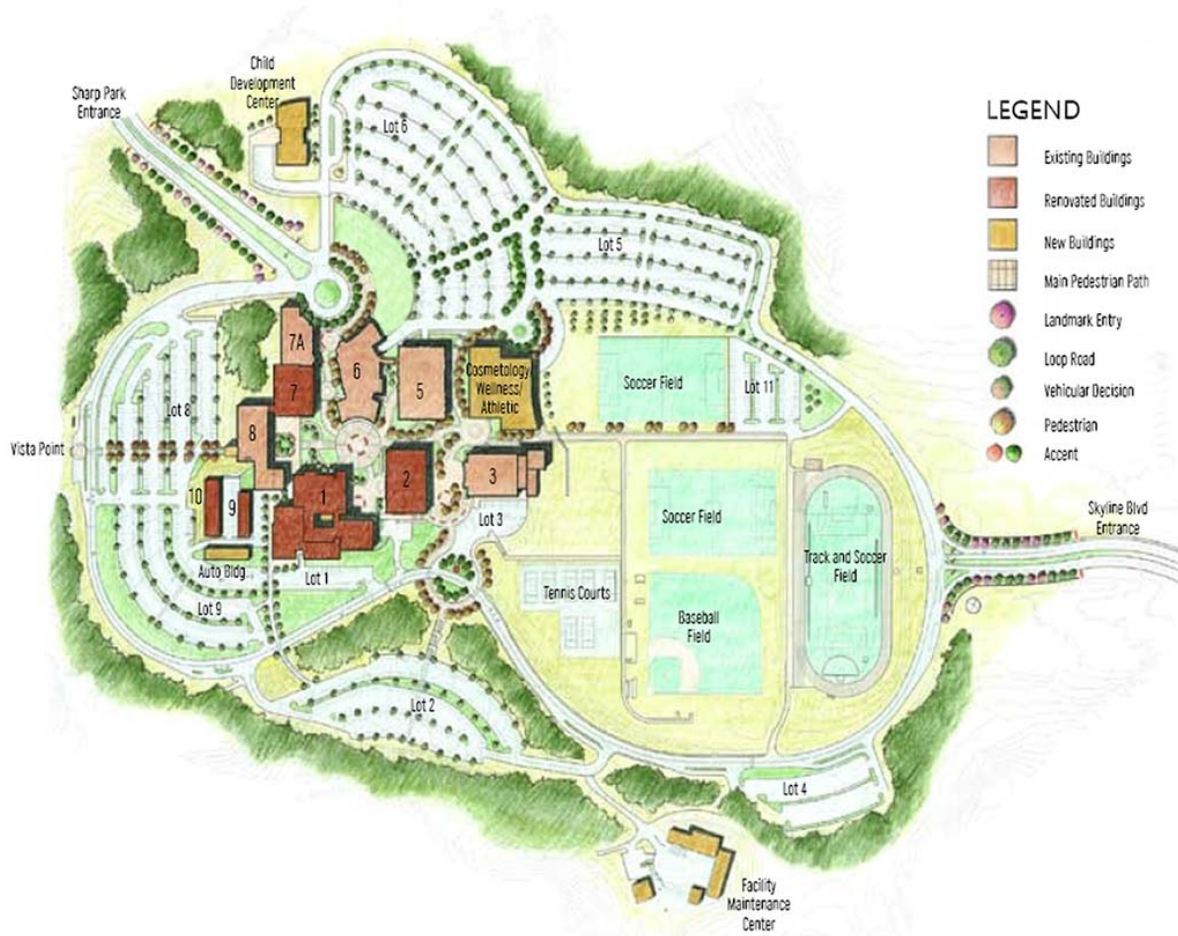 Child
Development
Center
Sharp Park
Entrance
Lot 6
LEGEND
Existing Buildings
Renovated Buildings
New Buildings
Main Pedestrian Path
Landmark Entry
Loop Road
Vehicular Decision
Pedestrian
Accent
Lot 5
7A
7
6
5
Cosmetology/
Wellness/
Athletic
Soccer Field
Lot 11
Lot 8
8
Vista Point
10
9
1
2
3
Lot 3
Soccer Field
Skyline Blvd
Entrance
Track and Soccer
Field
Auto Bldg.
Lot 1
Tennis Courts
Baseball
Field
Lot 9
Lot 2
Lot 4
Facility
Maintenance
Center